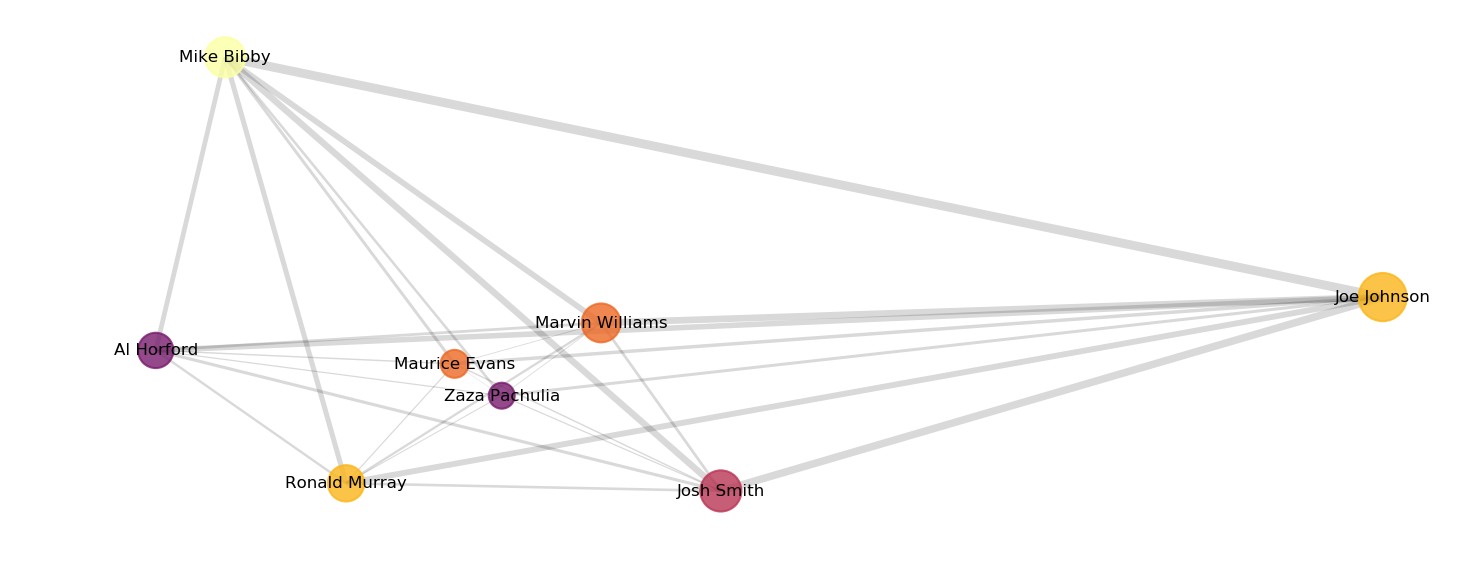 Mike Bibby
Joe Johnson
Marvin Williams
Al Horford
Maurice Evans
Zaza Pachulia
Ronald Murray
Josh Smith